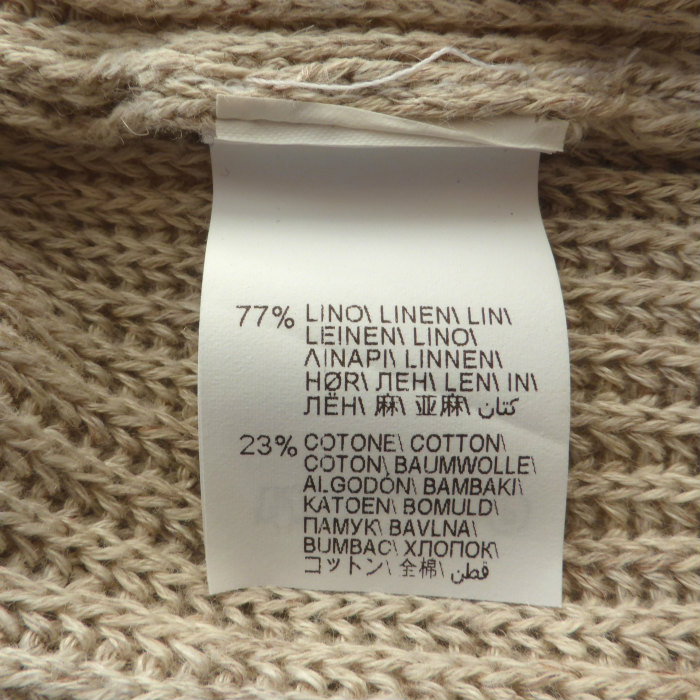 77% LINO\ LINEN\ LIN\
LEINEN\ LINO\
ΛINAPI\ LINNEN\
HØR\ ЛЕН\ LEN\ IN\
ЛЁН\ 麻\ 亚麻\ كتان
23% COTONE\ COTTON\
COTON\ BAUMWOLLE\
ALGODÓN\ BAMBAKI\
KATOEN\ BOMULD\
ПАМУК\ BAVLNA\
BUMBAC\ ХЛОПОК\
コットン\ 全棉\ قطن